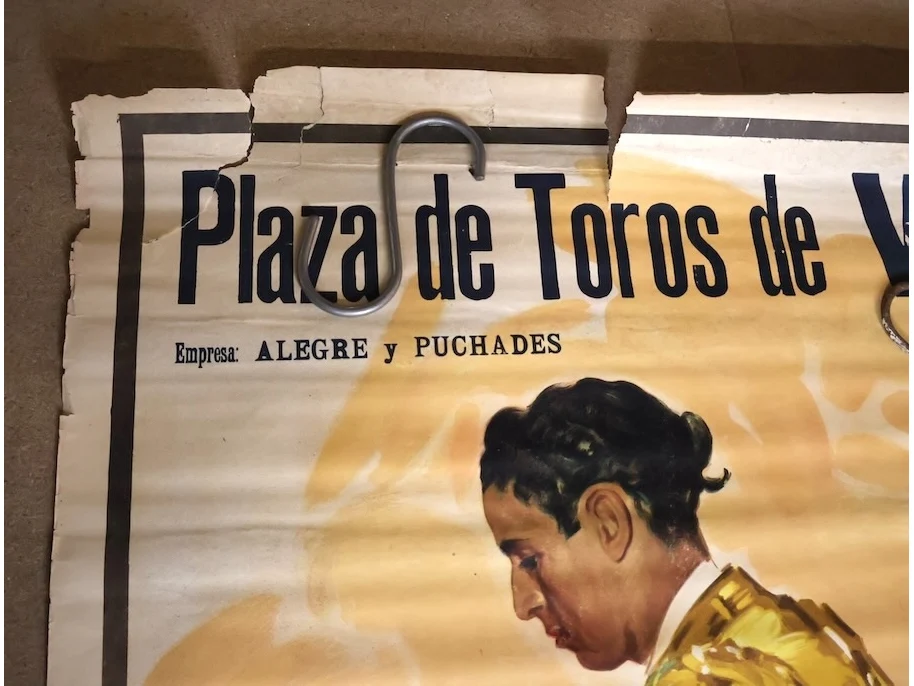 Plaza de Toros de
Empresa: ALEGRE y PUCHADES